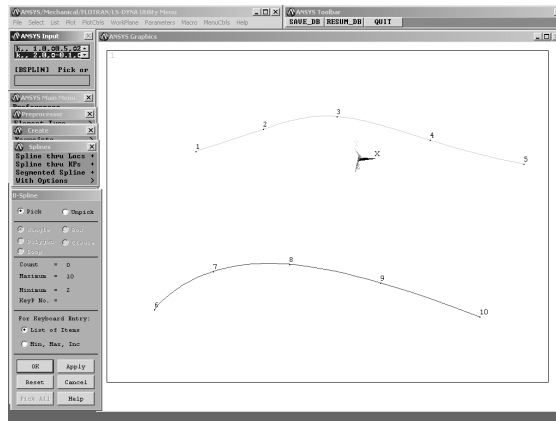 ANSYS/Mechanical/FLOTRAN/LS-DYNA Utility Menu
File Select List Plot PlotCtrls WorkPlane Parameters Macro MenuCtrls Help
ANSYS Toolbar
SAVE_DB RESUM_DB QUIT
ANSYS Input
[BSPLIN] Pick or
ANSYS Main Menu
Preprocessor
Create
Splines
Spline thru Locs +
Spline thru KPs +
Segmented Spline +
With Options >
B-Spline
Pick Unpick
Single Box
Polygon Circle
Loop
Count = 0
Maximum = 10
Minimum = 2
KeyP No. =
For Keyboard Entry:
List of Items
Min, Max, Inc
OK Apply
Reset Cancel
Pick All Help
ANSYS Graphics
1
1 2 3 4 5
X
6 7 8 9 10